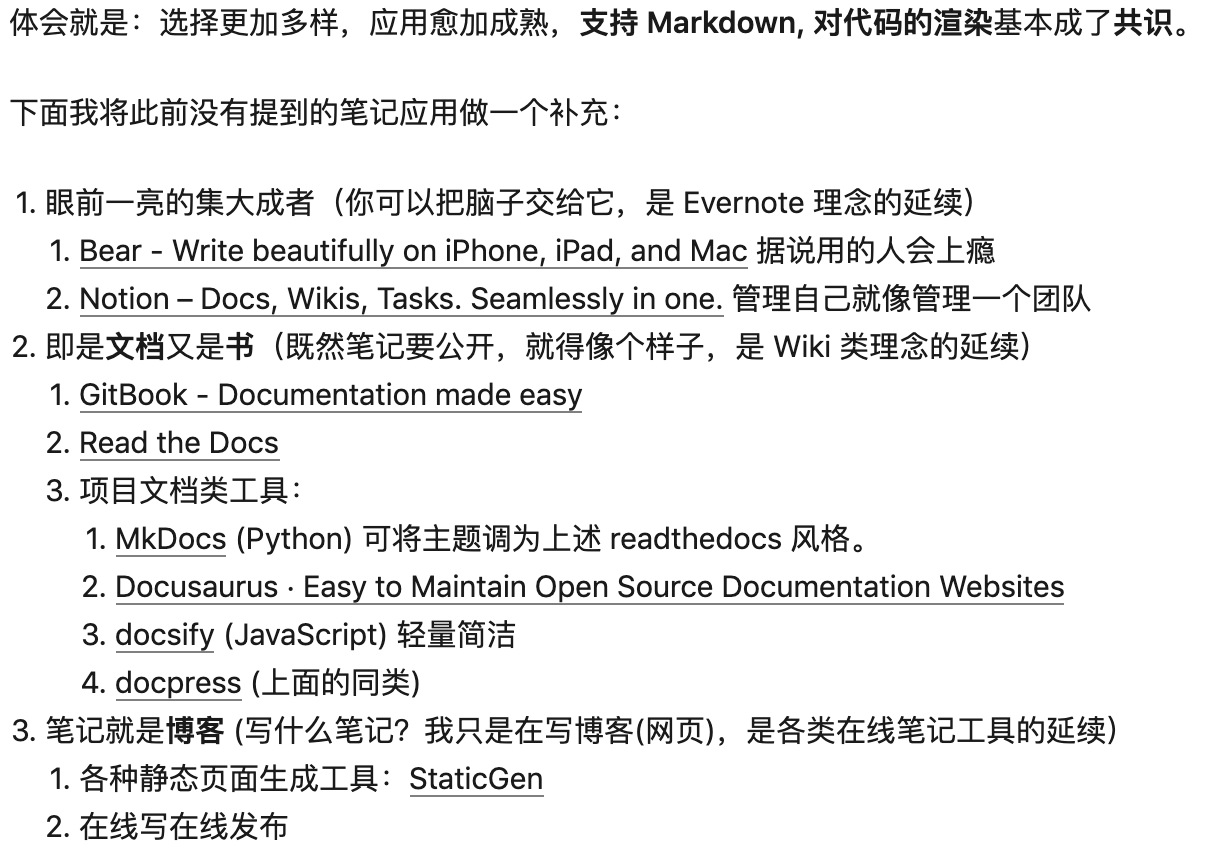 体会就是：选择更加多样，应用愈加成熟，支持 Markdown, 对代码的渲染基本成了共识。
下面我将此前没有提到的笔记应用做一个补充：
1. 眼前一亮的集大成者（你可以把脑子交给它，是 Evernote 理念的延续）
1. Bear - Write beautifully on iPhone, iPad, and Mac 据说用的人会上瘾
2. Notion – Docs, Wikis, Tasks. Seamlessly in one. 管理自己就像管理一个团队
2. 即是文档又是书（既然笔记要公开，就得像个样子，是 Wiki 类理念的延续）
1. GitBook - Documentation made easy
2. Read the Docs
3. 项目文档类工具：
1. MkDocs (Python) 可将主题调为上述 readthedocs 风格。
2. Docusaurus · Easy to Maintain Open Source Documentation Websites
3. docsify (JavaScript) 轻量简洁
4. docpress (上面的同类)
3. 笔记就是博客 (写什么笔记？我只是在写博客(网页)，是各类在线笔记工具的延续）
1. 各种静态页面生成工具：StaticGen
2. 在线写在线发布